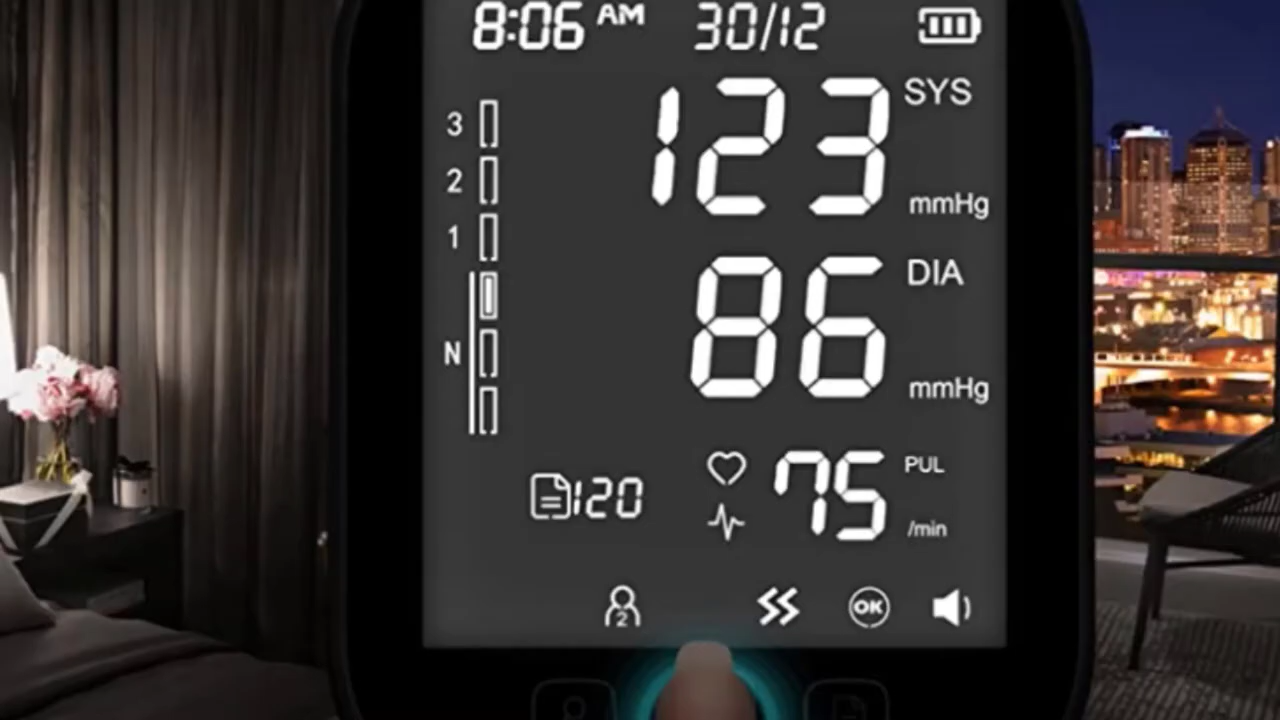 8:06 AM 30/12
123 SYS
mmHg
3
2
1
N
86 DIA
mmHg
120
75 PUL
/min
2
OK